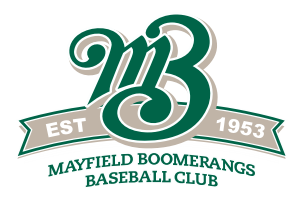 MB
EST 1953
MAYFIELD BOOMERANGS
BASEBALL CLUB